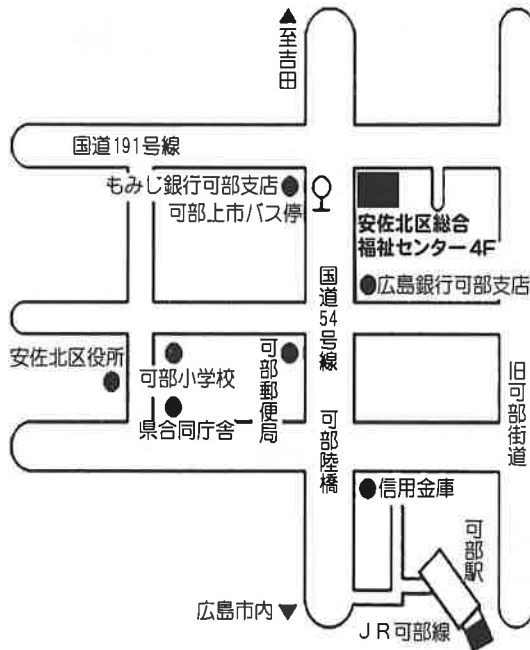 ▲至吉田
国道191号線
もみじ銀行可部支店
可部上市バス停
安佐北区総合
福祉センター4F
国道54号線
広島銀行可部支店
安佐北区役所
可部小学校
可部郵便局
県合同庁舎
可部陸橋
旧可部街道
信用金庫
可部駅
広島市内▼
JR可部線